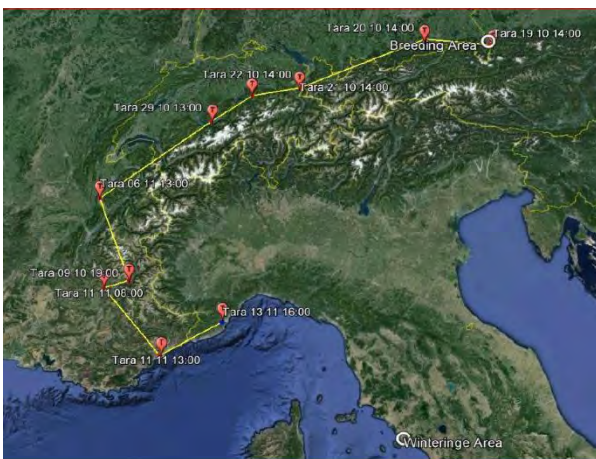 Tara 20 10 14:00
Tara 19 10 14:00
Breeding Area
Tara 22 10 14:00
Tara 2 10 14:00
Tara 29 10 13:00
Tara 06 11 13:00
Tara 09 10 19:00
Tara 11 11 08:00
Tara 13 11 16:00
Tara 11 11 13:00
Winteringe Area